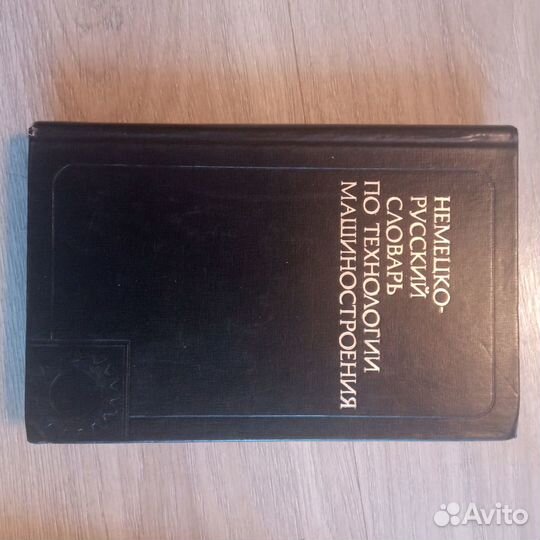 НЕМЕЦКО-
РУССКИЙ
СЛОВАРЬ
ПО ТЕХНОЛОГИИ
МАШИНОСТРОЕНИЯ
Avito